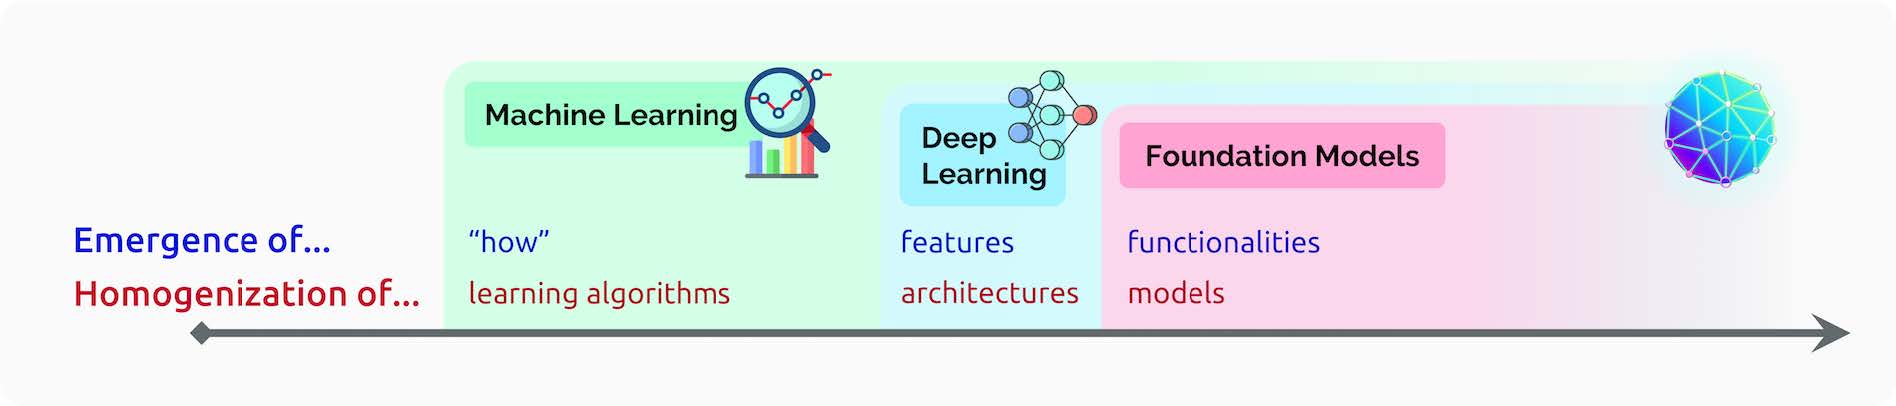 Machine Learning
Deep
Learning
Foundation Models
Emergence of...
“how”
features
functionalities
Homogenization of...
learning algorithms
architectures
models